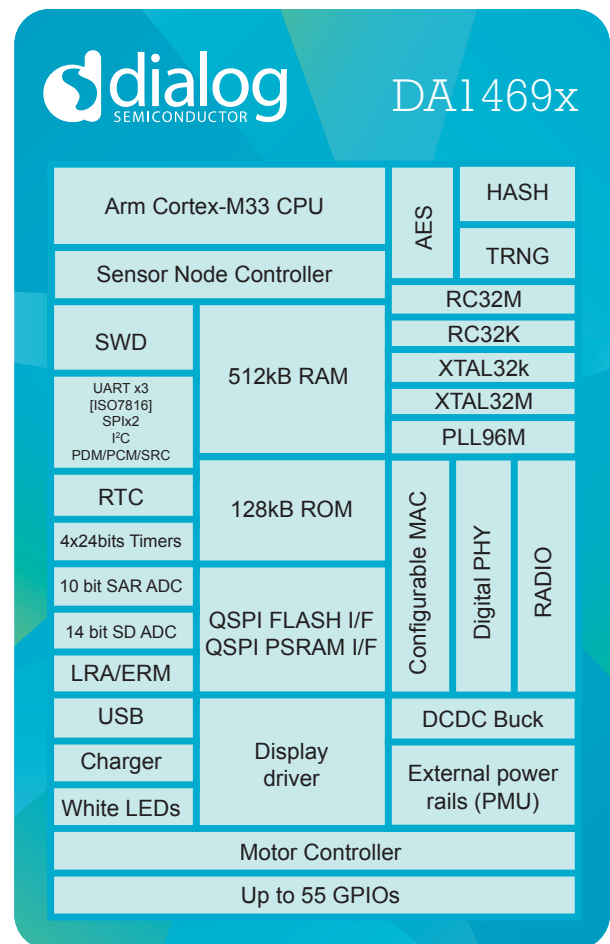 dialog
SEMICONDUCTOR
DA1469x
Arm Cortex-M33 CPU
AES
HASH
TRNG
Sensor Node Controller
RC32M
RC32K
XTAL32k
XTAL32M
PLL96M
SWD
512kB RAM
UART x3
[ISO7816]
SPIx2
I²C
PDM/PCM/SRC
RTC
128kB ROM
4x24bits Timers
Configurable MAC
Digital PHY
RADIO
10 bit SAR ADC
QSPI FLASH I/F
QSPI PSRAM I/F
14 bit SD ADC
LRA/ERM
USB
Display
driver
DCDC Buck
Charger
External power
rails (PMU)
White LEDs
Motor Controller
Up to 55 GPIOs